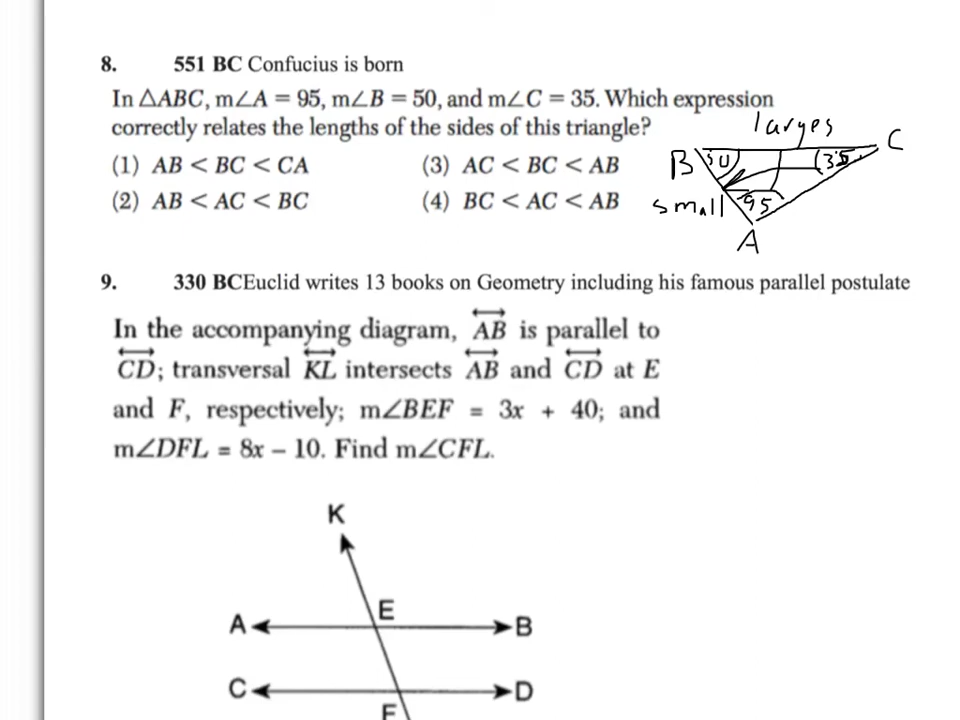 8. 551 BC Confucius is born
In △ABC, m∠A = 95, m∠B = 50, and m∠C = 35. Which expression
correctly relates the lengths of the sides of this triangle?
(1) AB < BC < CA (3) AC < BC < AB
(2) AB < AC < BC (4) BC < AC < AB
larges
B 50 35 C
small 95
A
9. 330 BCEuclid writes 13 books on Geometry including his famous parallel postulate
In the accompanying diagram, AB is parallel to
CD; transversal KL intersects AB and CD at E
and F, respectively; m∠BEF = 3x + 40; and
m∠DFL = 8x – 10. Find m∠CFL.
K
E
A B
C D
F